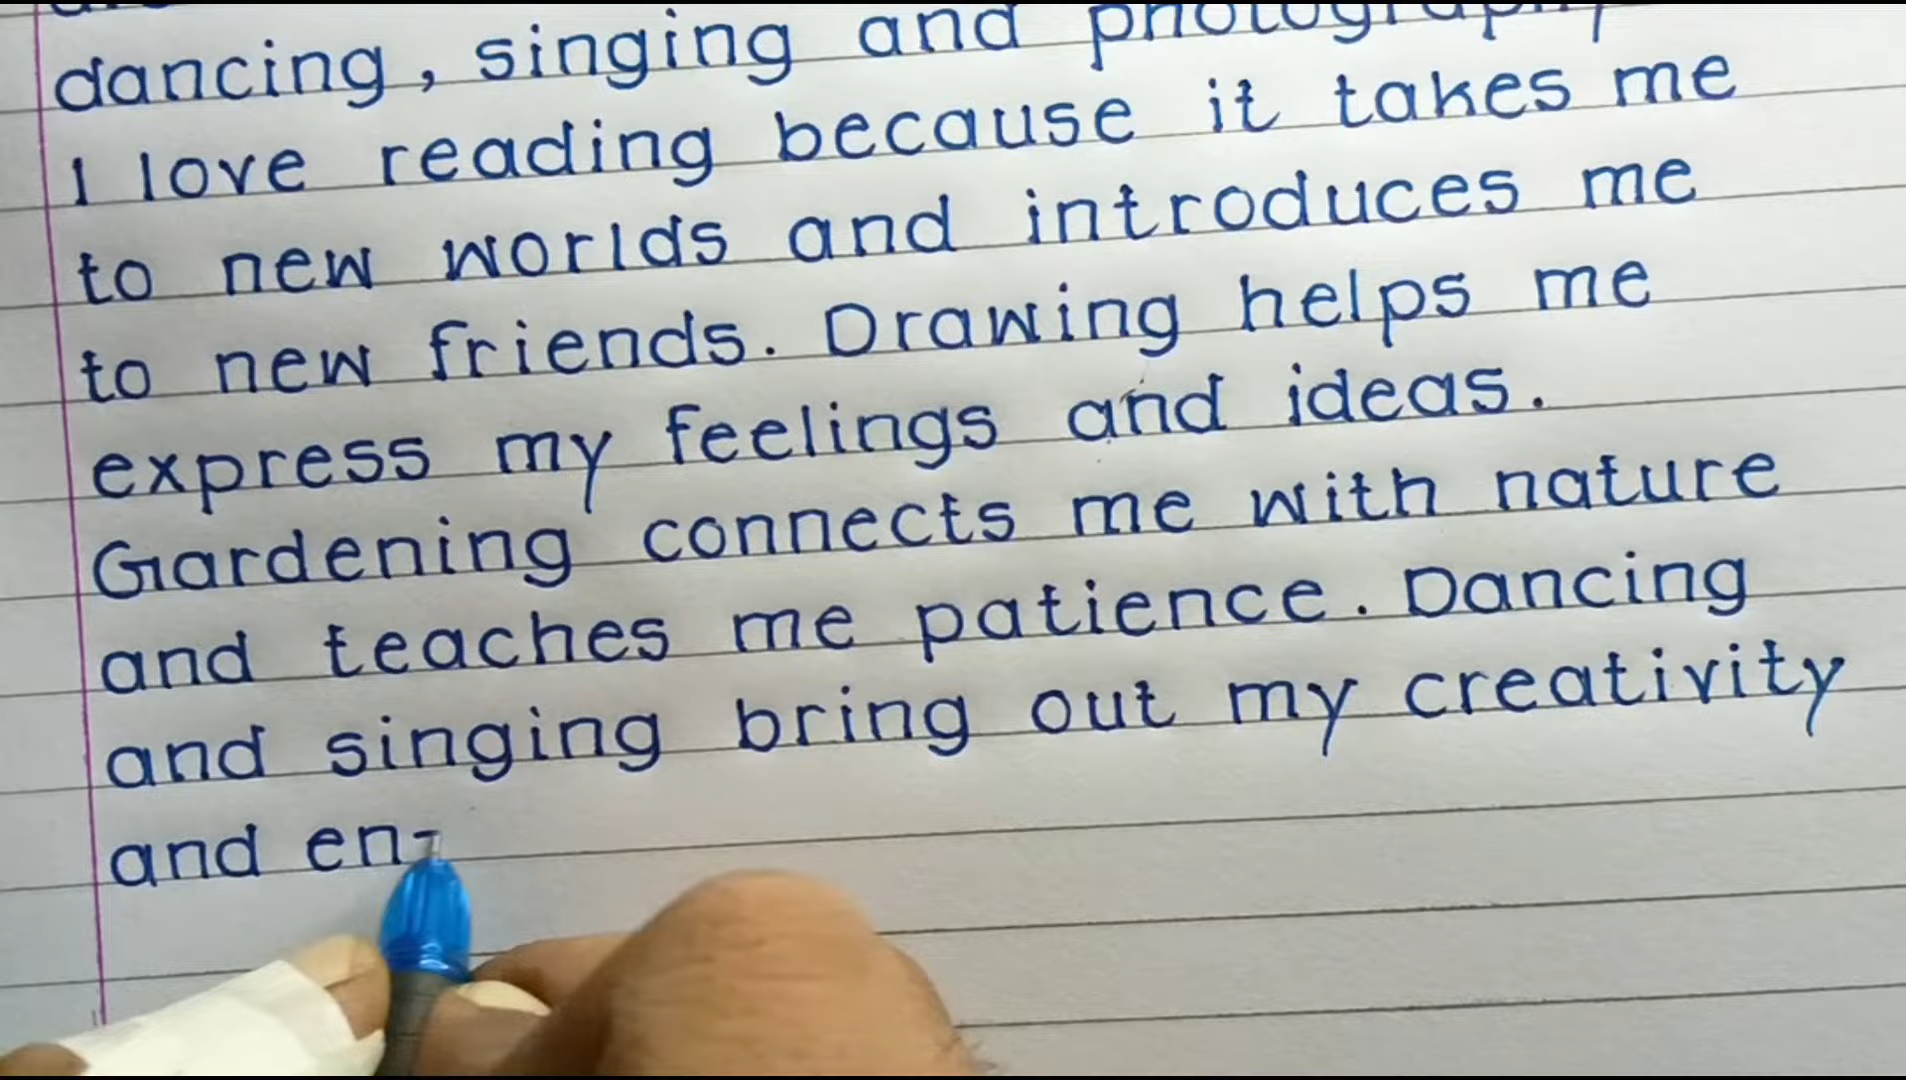 dancing, singing and photography
I love reading because it takes me
to new worlds and introduces me
to new friends. Drawing helps me
express my feelings and ideas.
Gardening connects me with nature
and teaches me patience. Dancing
and singing bring out my creativity
and en